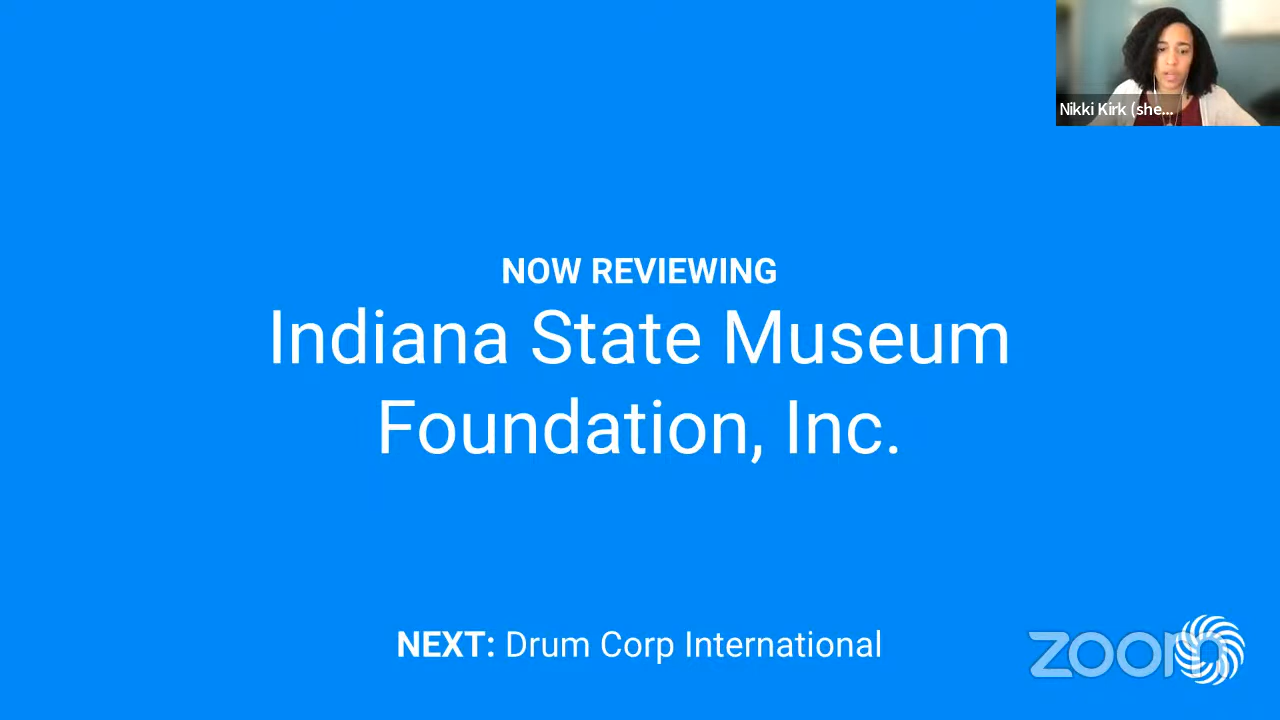 Nikki Kirk (she...
NOW REVIEWING
Indiana State Museum
Foundation, Inc.
NEXT: Drum Corp International
zoom